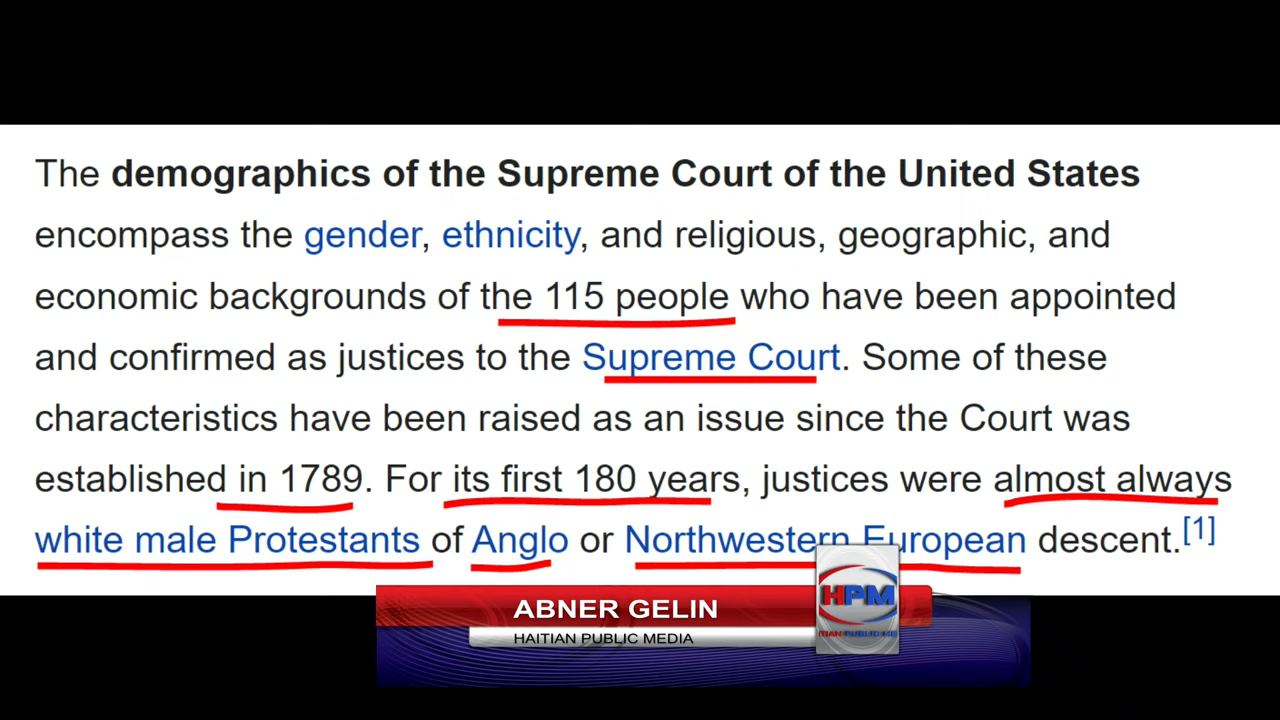 The demographics of the Supreme Court of the United States
encompass the gender, ethnicity, and religious, geographic, and
economic backgrounds of the 115 people who have been appointed
and confirmed as justices to the Supreme Court. Some of these
characteristics have been raised as an issue since the Court was
established in 1789. For its first 180 years, justices were almost always
white male Protestants of Anglo or Northwestern European descent.[1]
ABNER GELIN
HAITIAN PUBLIC MEDIA
HPM